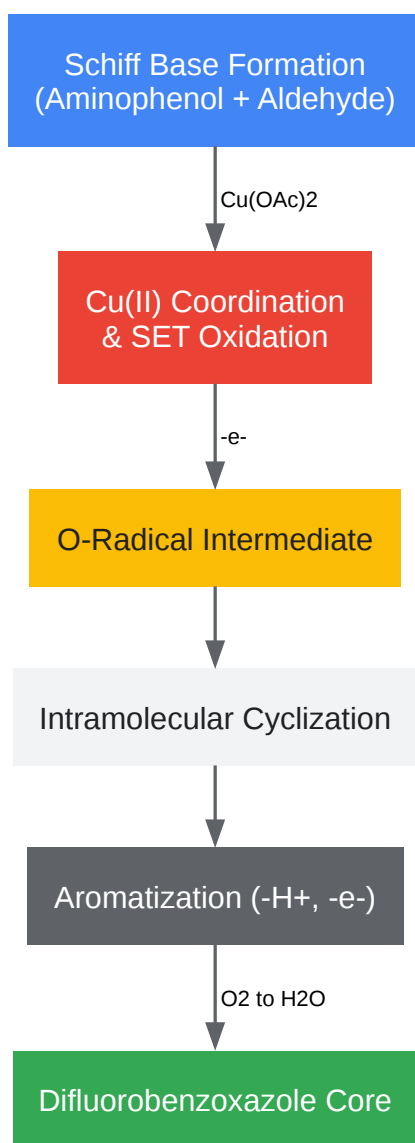 Schiff Base Formation
(Aminophenol + Aldehyde)
Cu(OAc)2
Cu(II) Coordination
& SET Oxidation
-e-
O-Radical Intermediate
Intramolecular Cyclization
Aromatization (-H+, -e-)
O2 to H2O
Difluorobenzoxazole Core